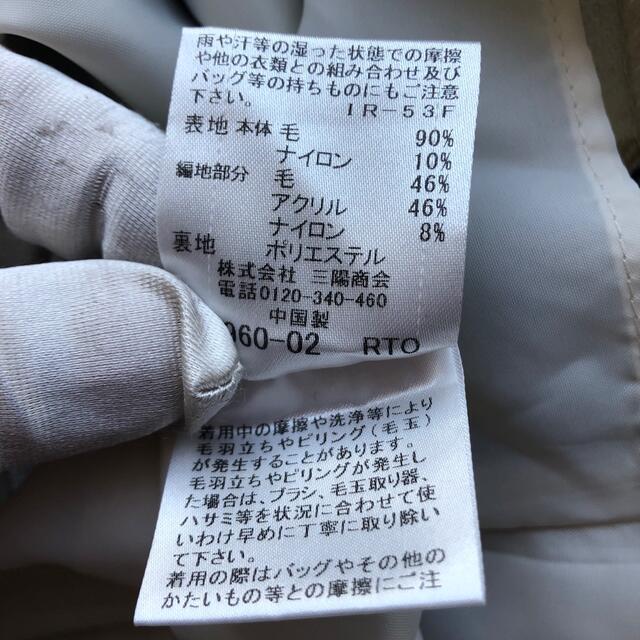 雨や汗等の湿った状態での摩擦
や他の衣類との組み合わせ及び
バッグ等の持ちものにもご注意
下さい。 IR-53F
表地 本体 毛 90%
ナイロン 10%
編地部分 毛 46%
アクリル 46%
ナイロン 8%
裏地 ポリエステル
株式会社 三陽商会
電話0120-340-460
中国製
060-02 RTO
着用中の摩擦や洗浄等により
毛羽立ちやピリング(毛玉)
が発生することがあります。
毛羽立ちやピリングが発生し
た場合は、ブラシ、毛玉取り器、
ハサミ等を状況に合わせて使
いわけ早めに丁寧に取り除い
て下さい。
着用の際はバッグやその他の
かたいもの等との摩擦にご注